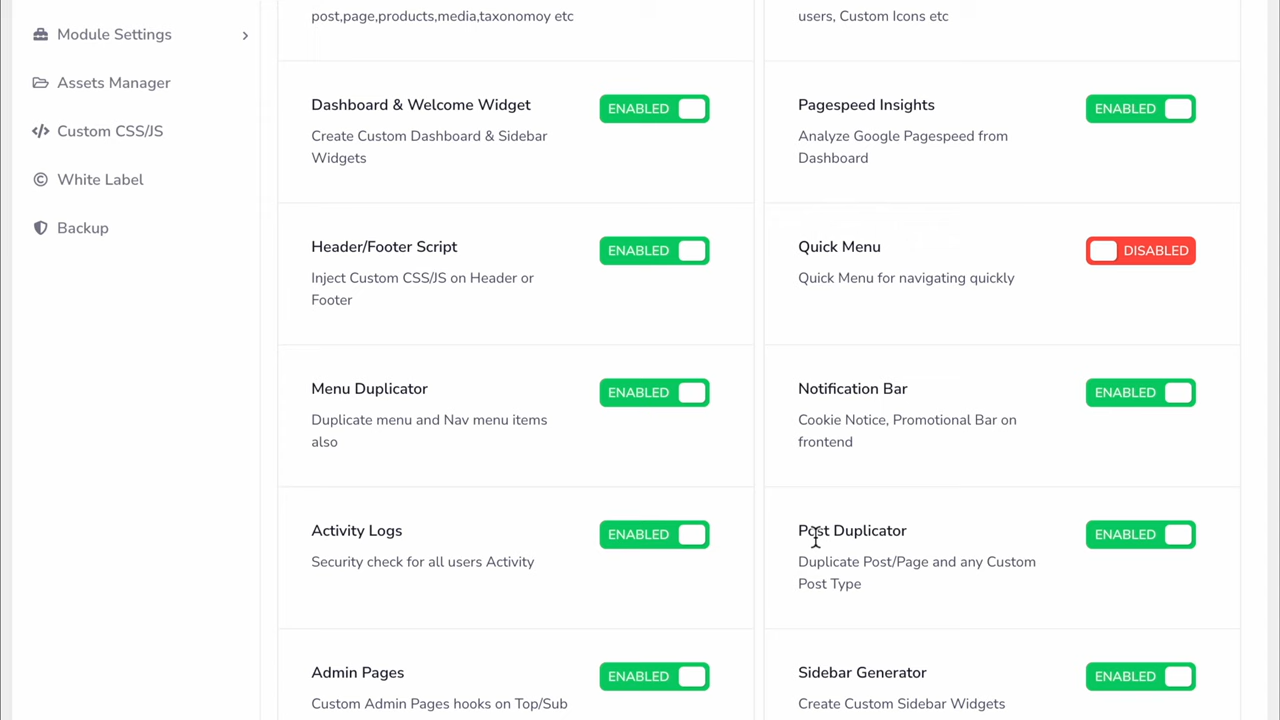 post,page,products,media,taxonomoy etc
users, Custom Icons etc
Module Settings
Assets Manager
Custom CSS/JS
White Label
Backup
Dashboard & Welcome Widget
ENABLED
Create Custom Dashboard & Sidebar
Widgets
Pagespeed Insights
ENABLED
Analyze Google Pagespeed from
Dashboard
Header/Footer Script
ENABLED
Inject Custom CSS/JS on Header or
Footer
Quick Menu
DISABLED
Quick Menu for navigating quickly
Menu Duplicator
ENABLED
Duplicate menu and Nav menu items
also
Notification Bar
ENABLED
Cookie Notice, Promotional Bar on
frontend
Activity Logs
ENABLED
Security check for all users Activity
Post Duplicator
ENABLED
Duplicate Post/Page and any Custom
Post Type
Admin Pages
ENABLED
Custom Admin Pages hooks on Top/Sub
Sidebar Generator
ENABLED
Create Custom Sidebar Widgets